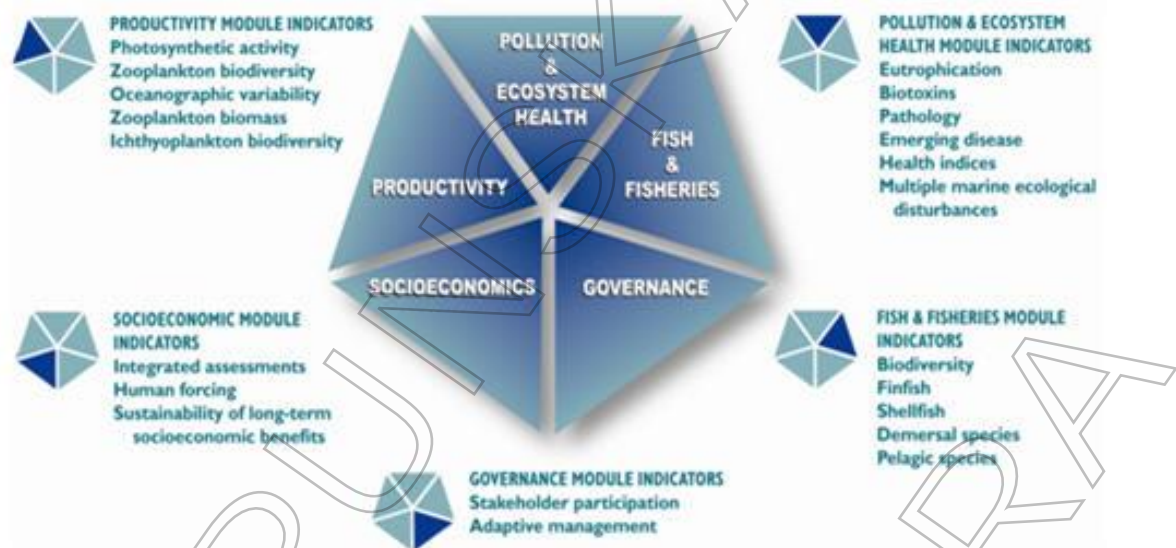 PRODUCTIVITY MODULE INDICATORS
Photosynthetic activity
Zooplankton biodiversity
Oceanographic variability
Zooplankton biomass
Ichthyoplankton biodiversity
POLLUTION
&
ECOSYSTEM
HEALTH
FISH
&
FISHERIES
PRODUCTIVITY
SOCIOECONOMICS
GOVERNANCE
POLLUTION & ECOSYSTEM
HEALTH MODULE INDICATORS
Eutrophication
Biotoxins
Pathology
Emerging disease
Health indices
Multiple marine ecological
disturbances
SOCIOECONOMIC MODULE
INDICATORS
Integrated assessments
Human forcing
Sustainability of long-term
socioeconomic benefits
FISH & FISHERIES MODULE
INDICATORS
Biodiversity
Finfish
Shellfish
Demersal species
Pelagic species
GOVERNANCE MODULE INDICATORS
Stakeholder participation
Adaptive management